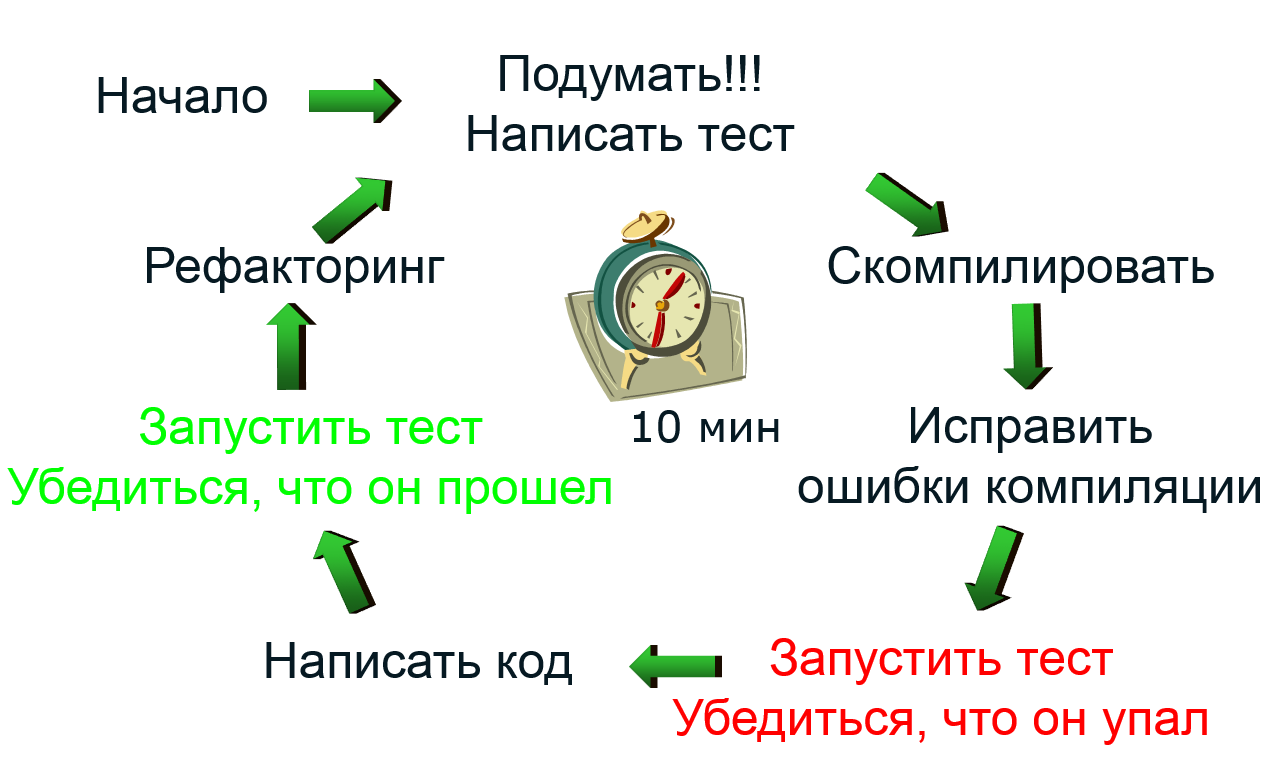 Начало
Подумать!!!
Написать тест
Скомпилировать
Исправить
ошибки компиляции
Запустить тест
Убедиться, что он упал
Написать код
Запустить тест
Убедиться, что он прошел
Рефакторинг
10 мин